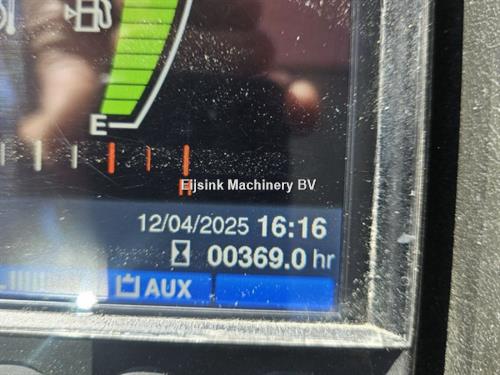 E
H
Eijsink Machinery BV
12/04/2025 16:16
00369.0 hr
AUX